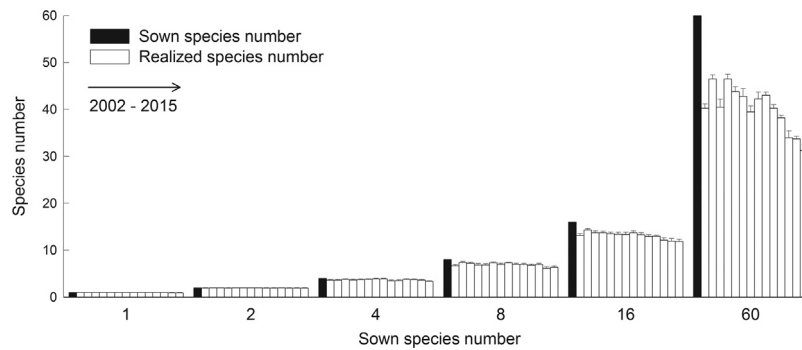 60
50
40
30
20
10
0
Species number
Sown species number
Realized species number
2002 - 2015
1 2 4 8 16 60
Sown species number